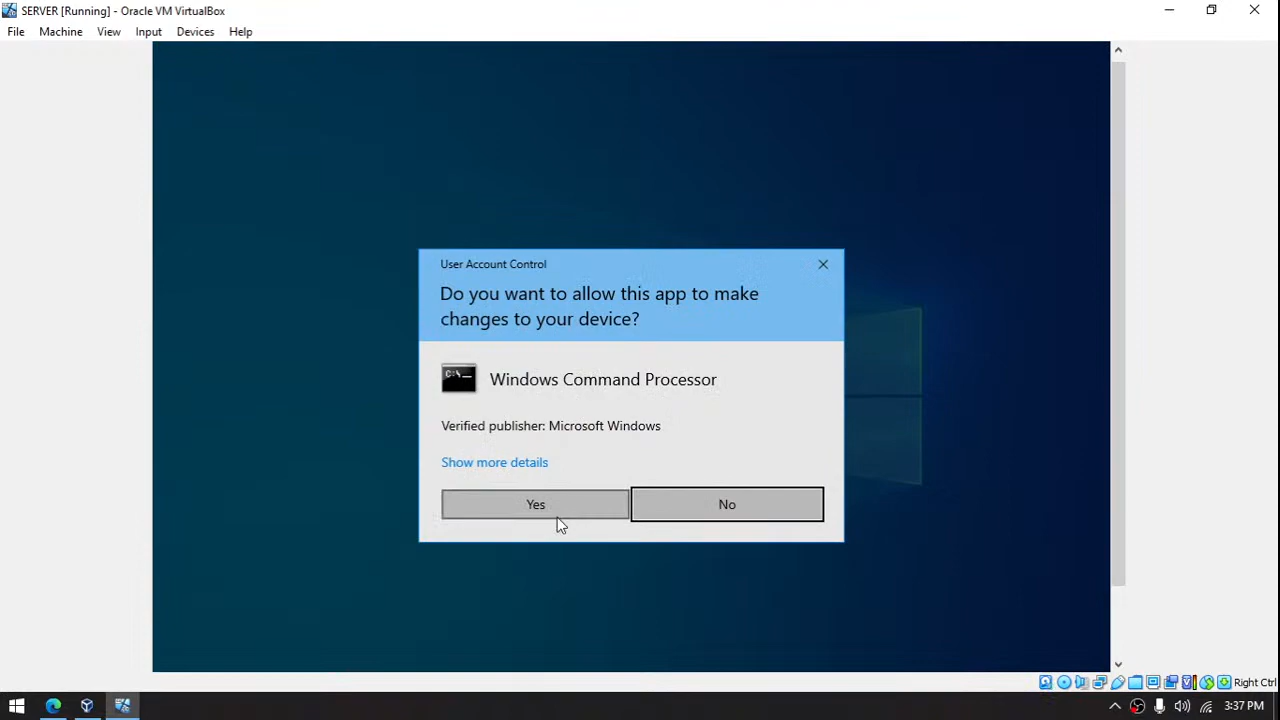 SERVER [Running] - Oracle VM VirtualBox
File Machine View Input Devices Help
User Account Control
Do you want to allow this app to make
changes to your device?
C:\_
Windows Command Processor
Verified publisher: Microsoft Windows
Show more details
Yes No
Right Ctrl
3:37 PM